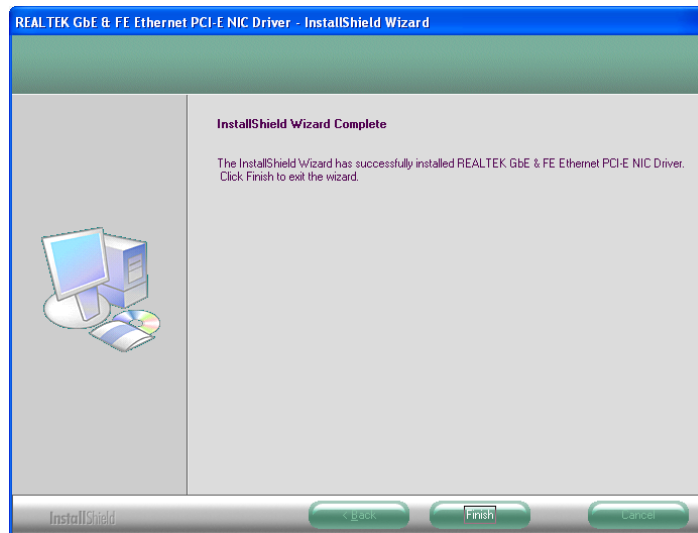 REALTEK GbE & FE Ethernet PCI-E NIC Driver - InstallShield Wizard
InstallShield Wizard Complete
The InstallShield Wizard has successfully installed REALTEK GbE & FE Ethernet PCI-E NIC Driver.
Click Finish to exit the wizard.
InstallShield
< Back
Finish
Cancel